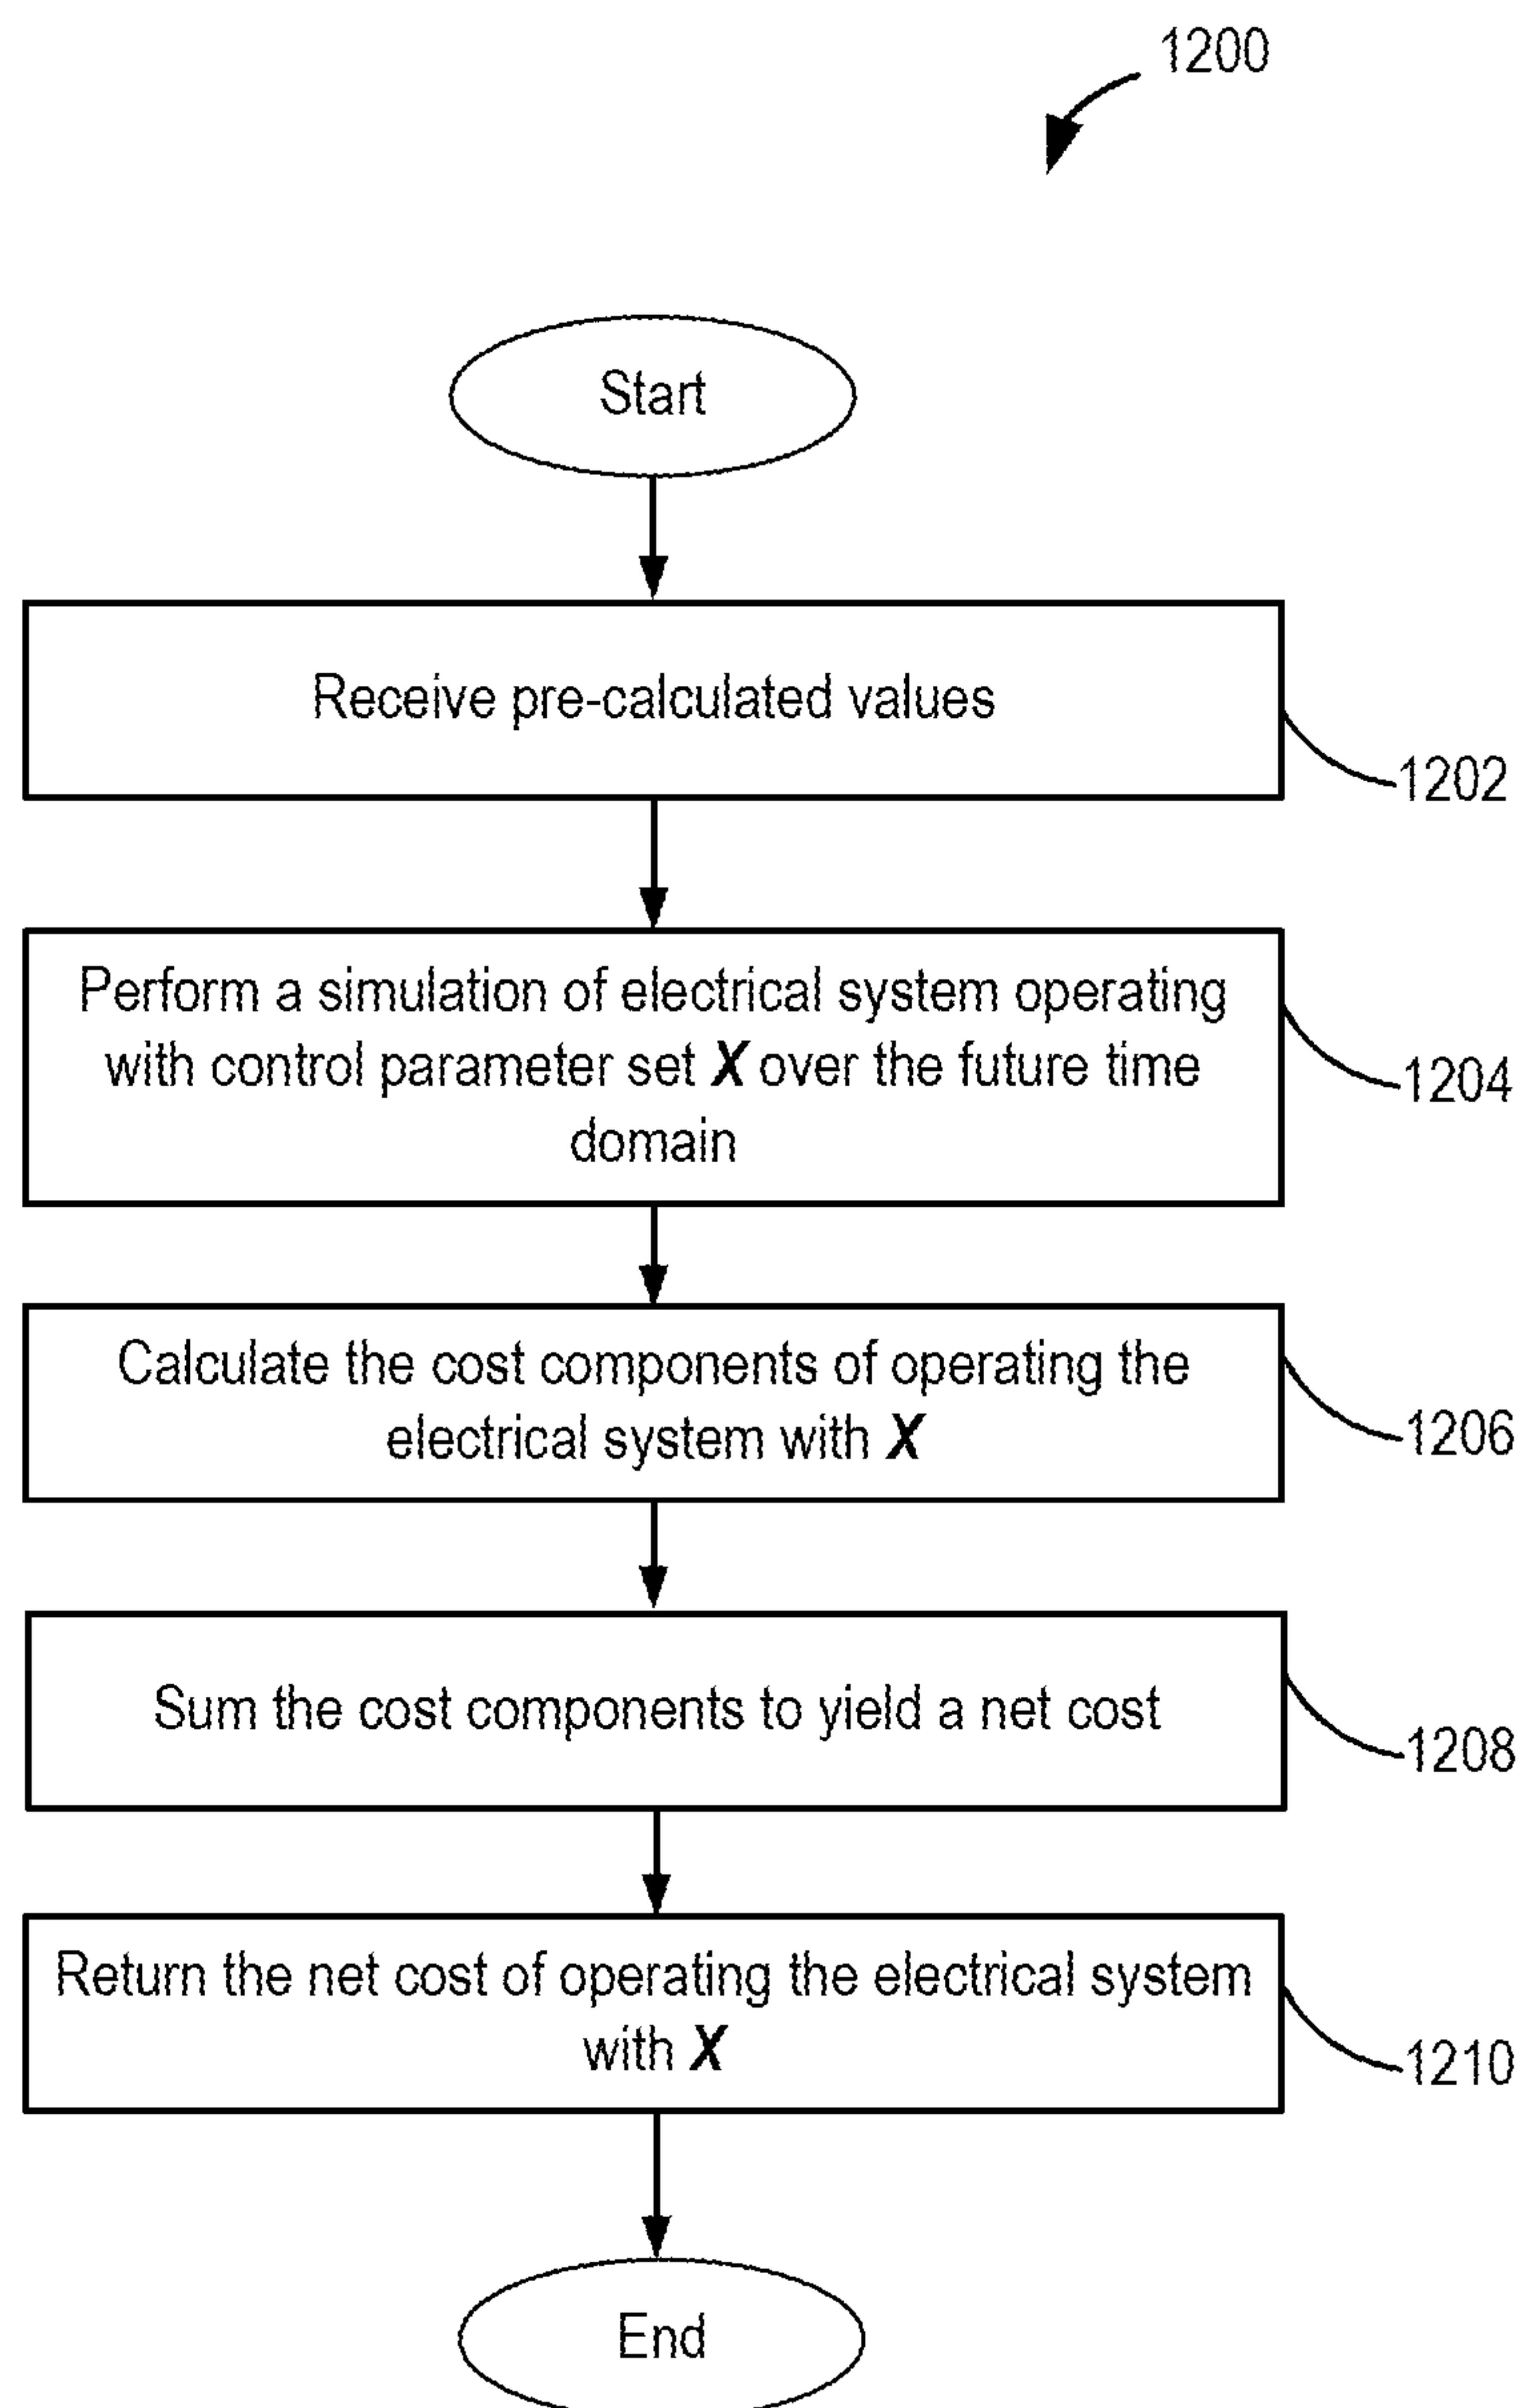 1200
Start
Receive pre-calculated values
1202
Perform a simulation of electrical system operating
with control parameter set X over the future time
domain
1204
Calculate the cost components of operating the
electrical system with X
1206
Sum the cost components to yield a net cost
1208
Return the net cost of operating the electrical system
with X
1210
End